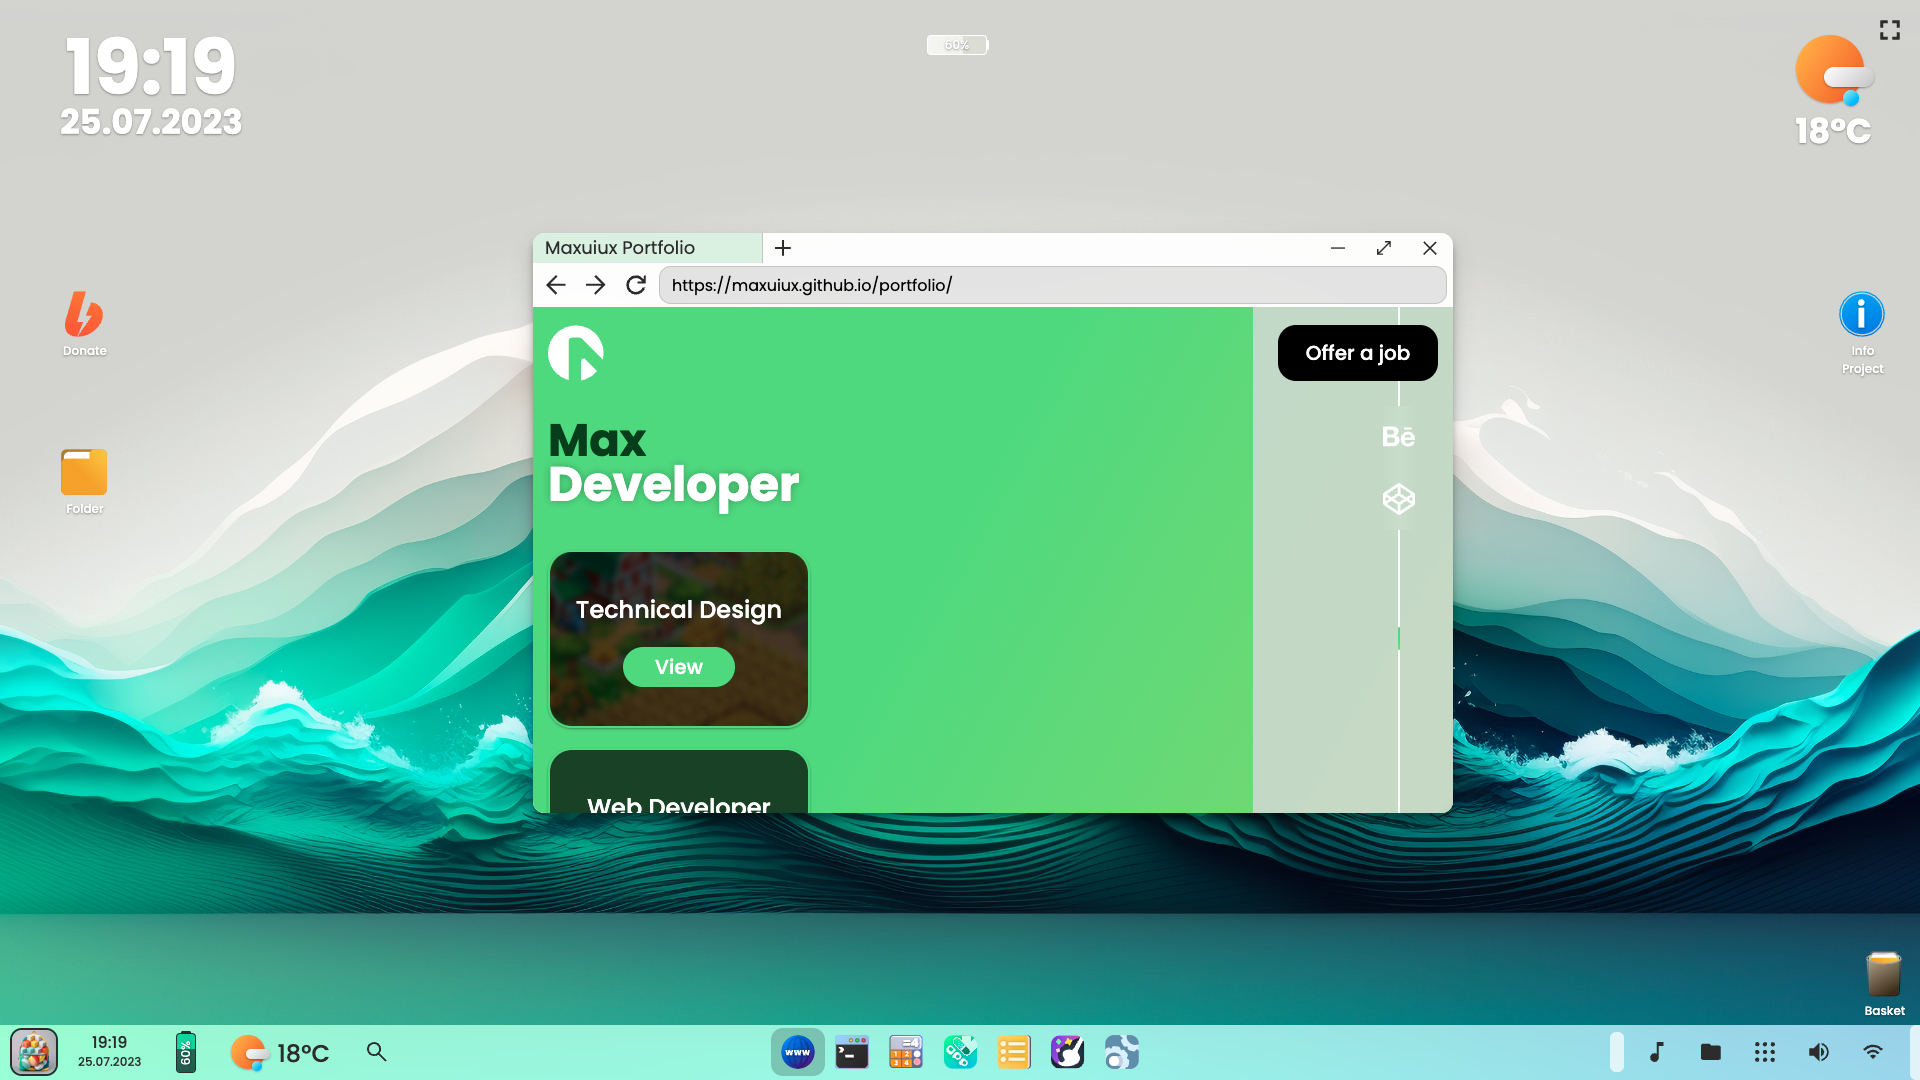 19:19
25.07.2023
60%
18°C
Donate
Folder
Info
Project
Maxuiux Portfolio
https://maxuiux.github.io/portfolio/
Offer a job
Bē
Max
Developer
Technical Design
View
Web Developer
Basket
19:19
25.07.2023
60%
18°C
www